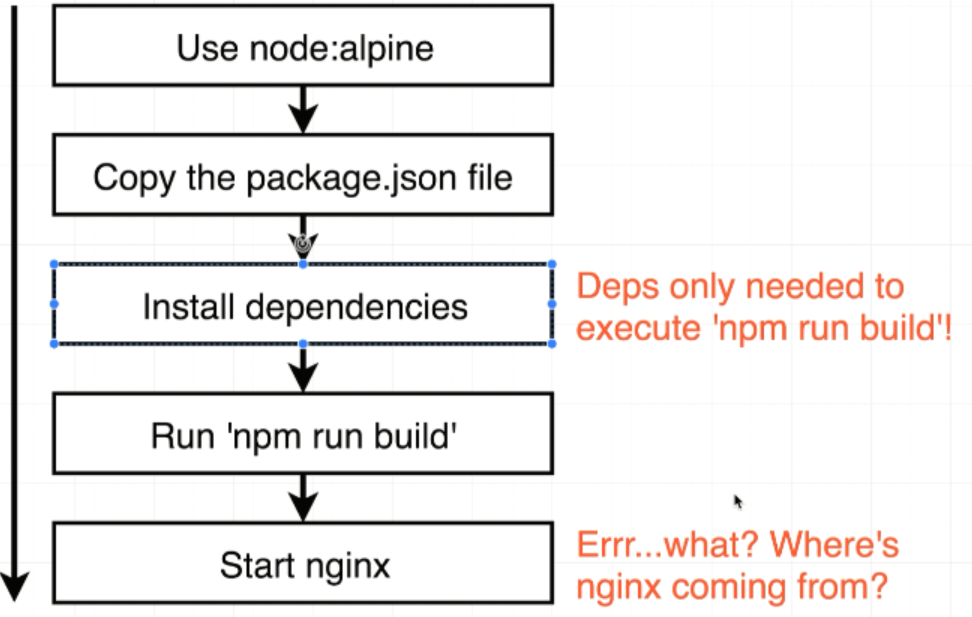 Use node:alpine
Copy the package.json file
Install dependencies
Deps only needed to
execute 'npm run build'!
Run 'npm run build'
Start nginx
Errr...what? Where's
nginx coming from?